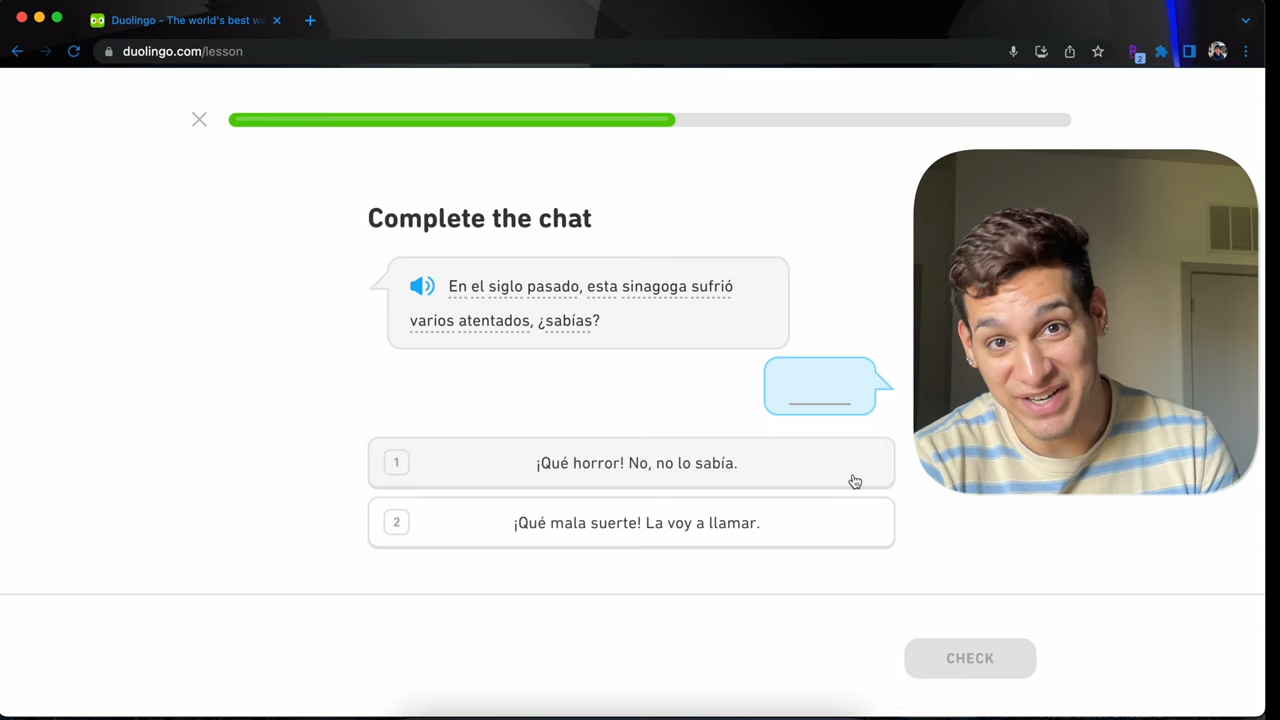 Duolingo - The world's best w
duolingo.com/lesson
2
Complete the chat
En el siglo pasado, esta sinagoga sufrió
varios atentados, ¿sabías?
1 ¡Qué horror! No, no lo sabía.
2 ¡Qué mala suerte! La voy a llamar.
CHECK